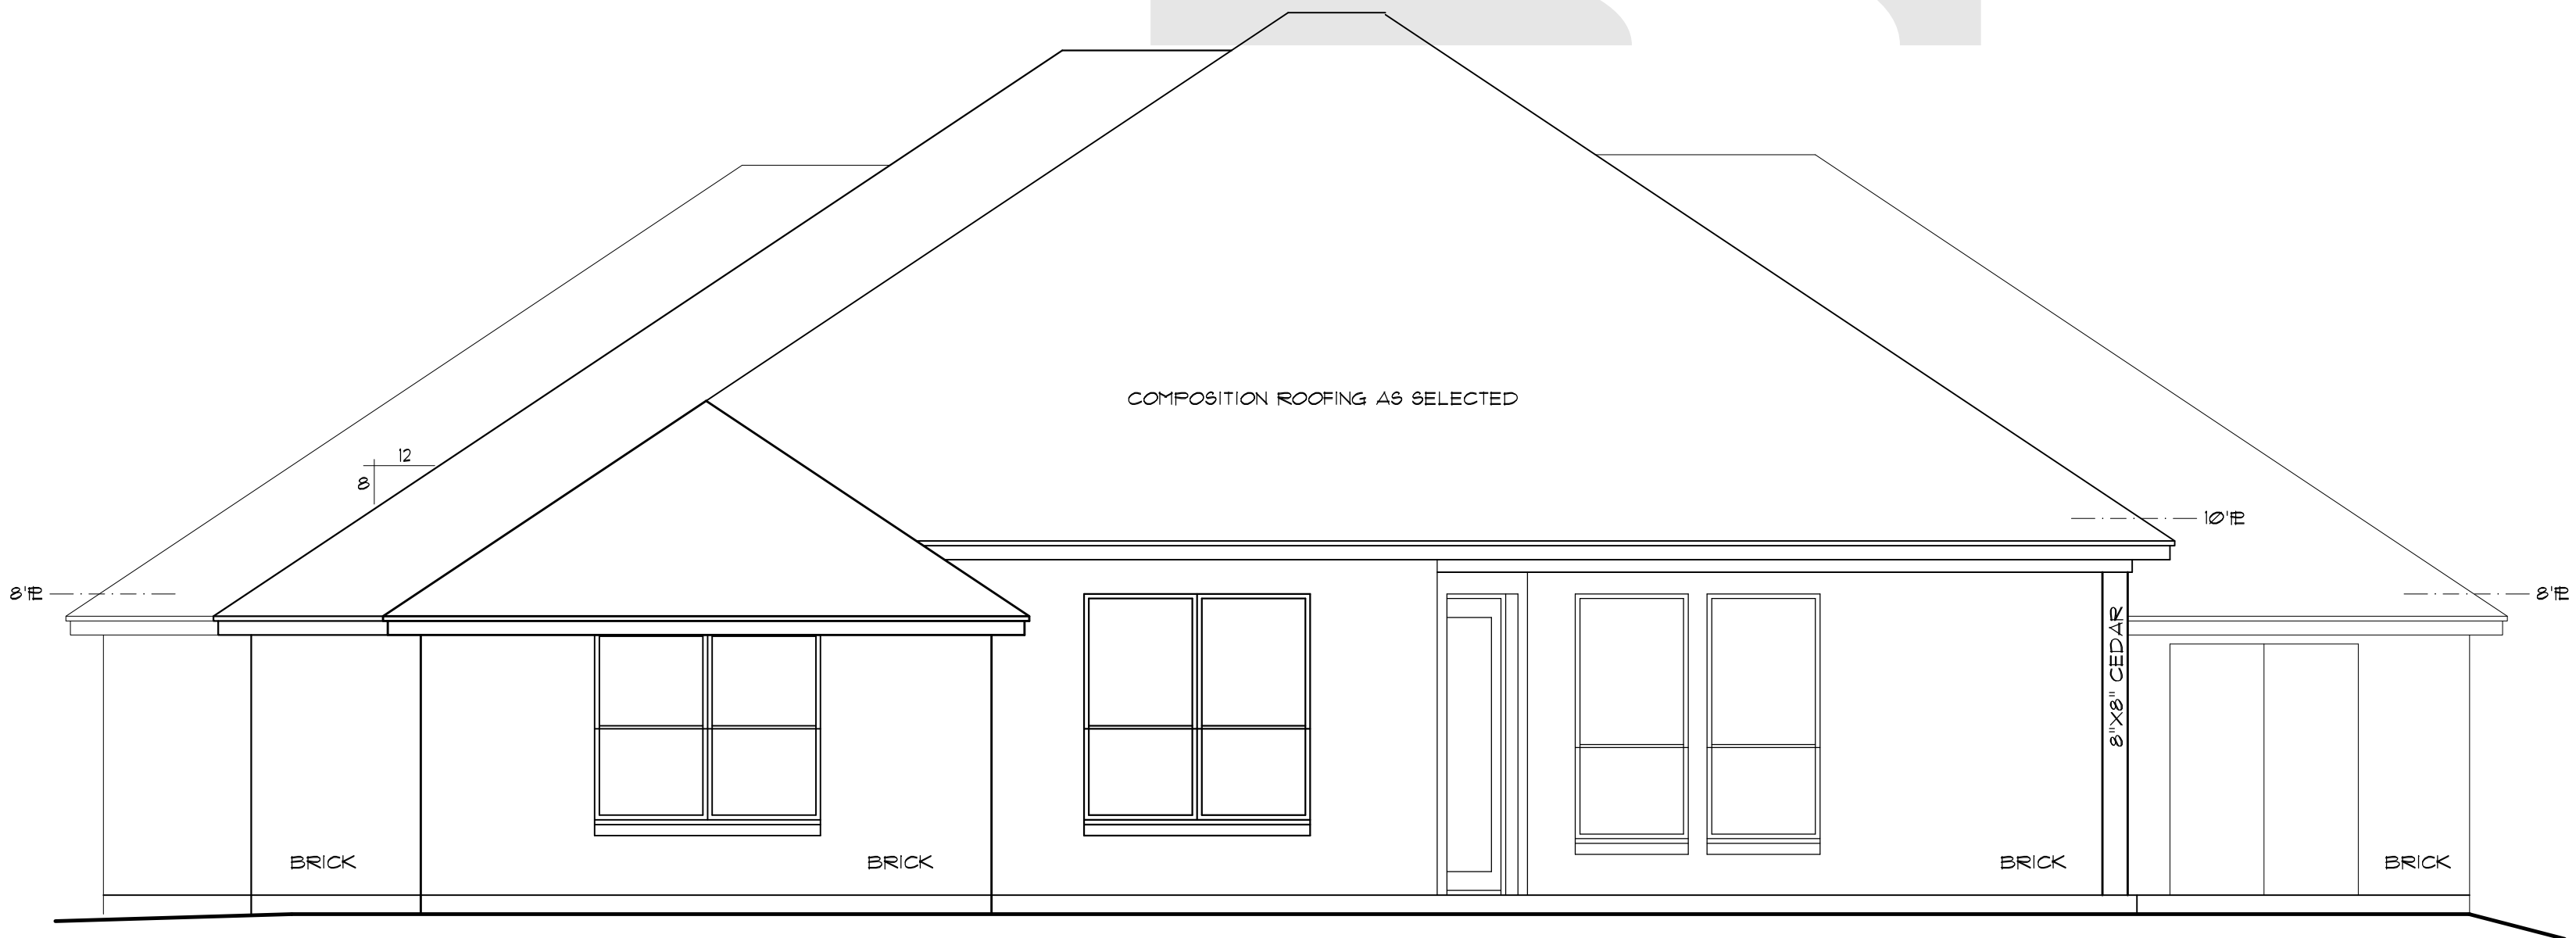 COMPOSITION ROOFING AS SELECTED
12
8
10'PL
8'PL
8'PL
8"X8" CEDAR
BRICK
BRICK
BRICK
BRICK